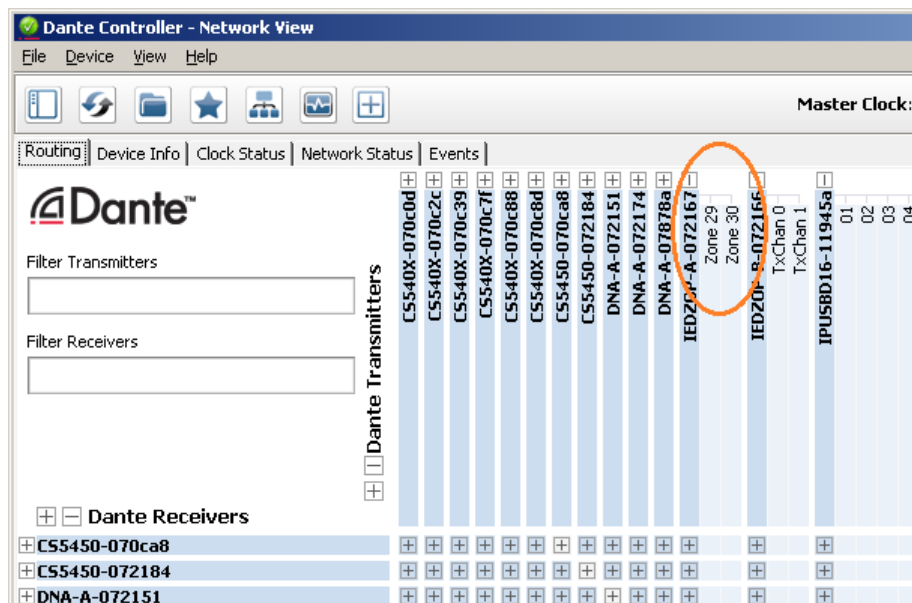 Dante Controller - Network View
File Device View Help
Master Clock:
Routing Device Info Clock Status Network Status Events
Dante™
Filter Transmitters
Filter Receivers
Dante Transmitters
CS540X-070c0d
CS540X-070c2c
CS540X-070c39
CS540X-070c7f
CS540X-070c88
CS540X-070c8d
CS5450-070ca8
CS5450-072184
DNA-A-072151
DNA-A-072174
DNA-A-07878a
IEDZOP-A-072167
Zone 29
Zone 30
IEDZOP-B-072166
TxChan 0
TxChan 1
IPUSBD16-11945a
01
02
03
04
Dante Receivers
CS5450-070ca8
CS5450-072184
DNA-A-072151